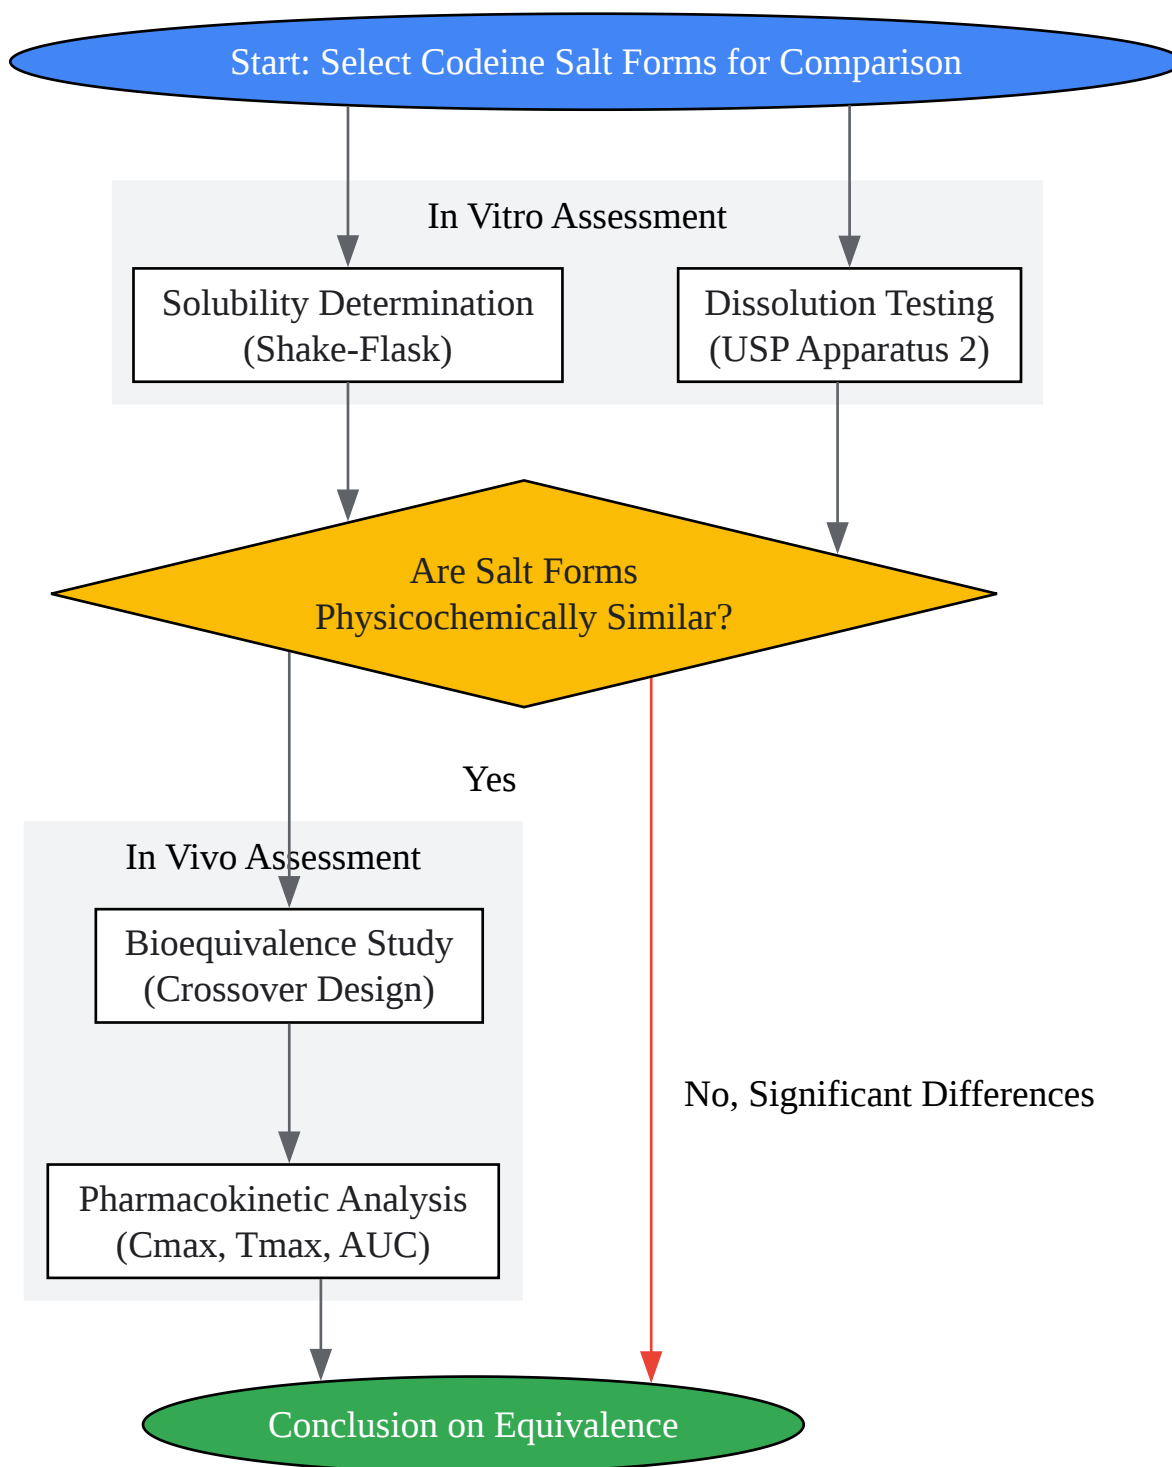 Start: Select Codeine Salt Forms for Comparison
In Vitro Assessment
Solubility Determination
(Shake-Flask)
Dissolution Testing
(USP Apparatus 2)
Are Salt Forms
Physicochemically Similar?
Yes
In Vivo Assessment
Bioequivalence Study
(Crossover Design)
No, Significant Differences
Pharmacokinetic Analysis
(Cmax, Tmax, AUC)
Conclusion on Equivalence